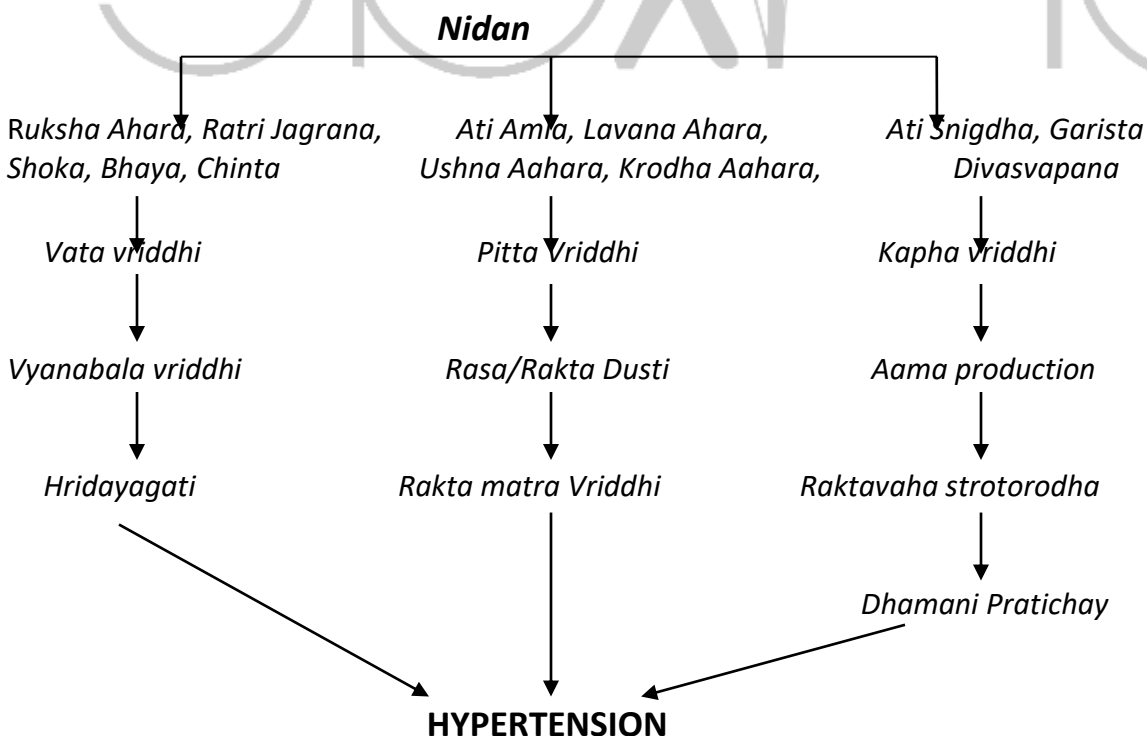 Nidan
Ruksha Ahara, Ratri Jagrana,
Shoka, Bhaya, Chinta
Ati Amla, Lavana Ahara,
Ushna Aahara, Krodha Aahara,
Ati Snigdha, Garista
Divasvapana
Vata vriddhi
Pitta Vriddhi
Kapha vriddhi
Vyanabala vriddhi
Rasa/Rakta Dusti
Aama production
Hridayagati
Rakta matra Vriddhi
Raktavaha strotorodha
Dhamani Pratichay
HYPERTENSION